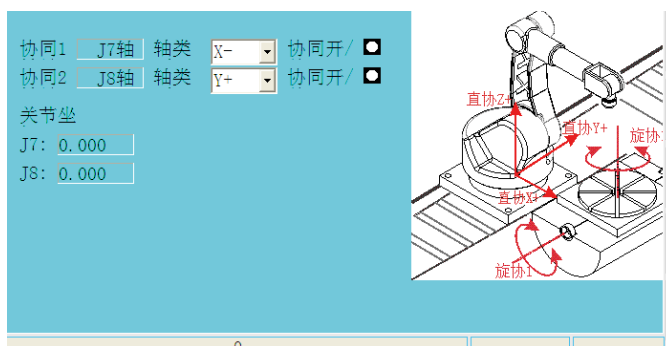 协同1 J7轴 轴类 X- 协同开/
协同2 J8轴 轴类 Y+ 协同开/
关节坐
J7: 0.000
J8: 0.000
直协Z+
直协Y+
旋协
直协X+
旋协1